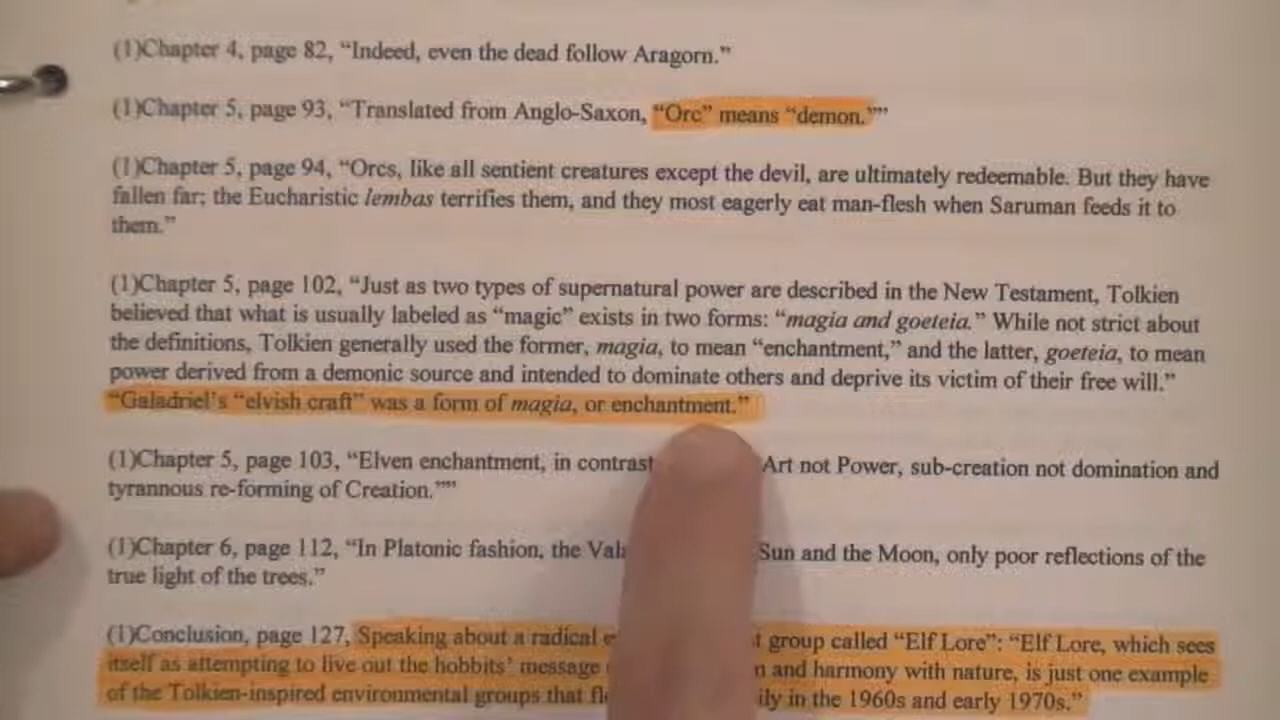 (1)Chapter 4, page 82, “Indeed, even the dead follow Aragorn.”
(1)Chapter 5, page 93, “Translated from Anglo-Saxon, “Orc” means “demon.””
(1)Chapter 5, page 94, “Orcs, like all sentient creatures except the devil, are ultimately redeemable. But they have
fallen far; the Eucharistic lembas terrifies them, and they most eagerly eat man-flesh when Saruman feeds it to
them.”
(1)Chapter 5, page 102, “Just as two types of supernatural power are described in the New Testament, Tolkien
believed that what is usually labeled as “magic” exists in two forms: “magia and goeteia.” While not strict about
the definitions, Tolkien generally used the former, magia, to mean “enchantment,” and the latter, goeteia, to mean
power derived from a demonic source and intended to dominate others and deprive its victim of their free will.”
“Galadriel’s “elvish craft” was a form of magia, or enchantment.”
(1)Chapter 5, page 103, “Elven enchantment, in contrast Art not Power, sub-creation not domination and
tyrannous re-forming of Creation.””
(1)Chapter 6, page 112, “In Platonic fashion, the Sun and the Moon, only poor reflections of the
true light of the trees.”
(1)Conclusion, page 127, Speaking about a radical group called “Elf Lore”: “Elf Lore, which sees
itself as attempting to live out the hobbits’ message and harmony with nature, is just one example
of the Tolkien-inspired environmental groups that in the 1960s and early 1970s.”